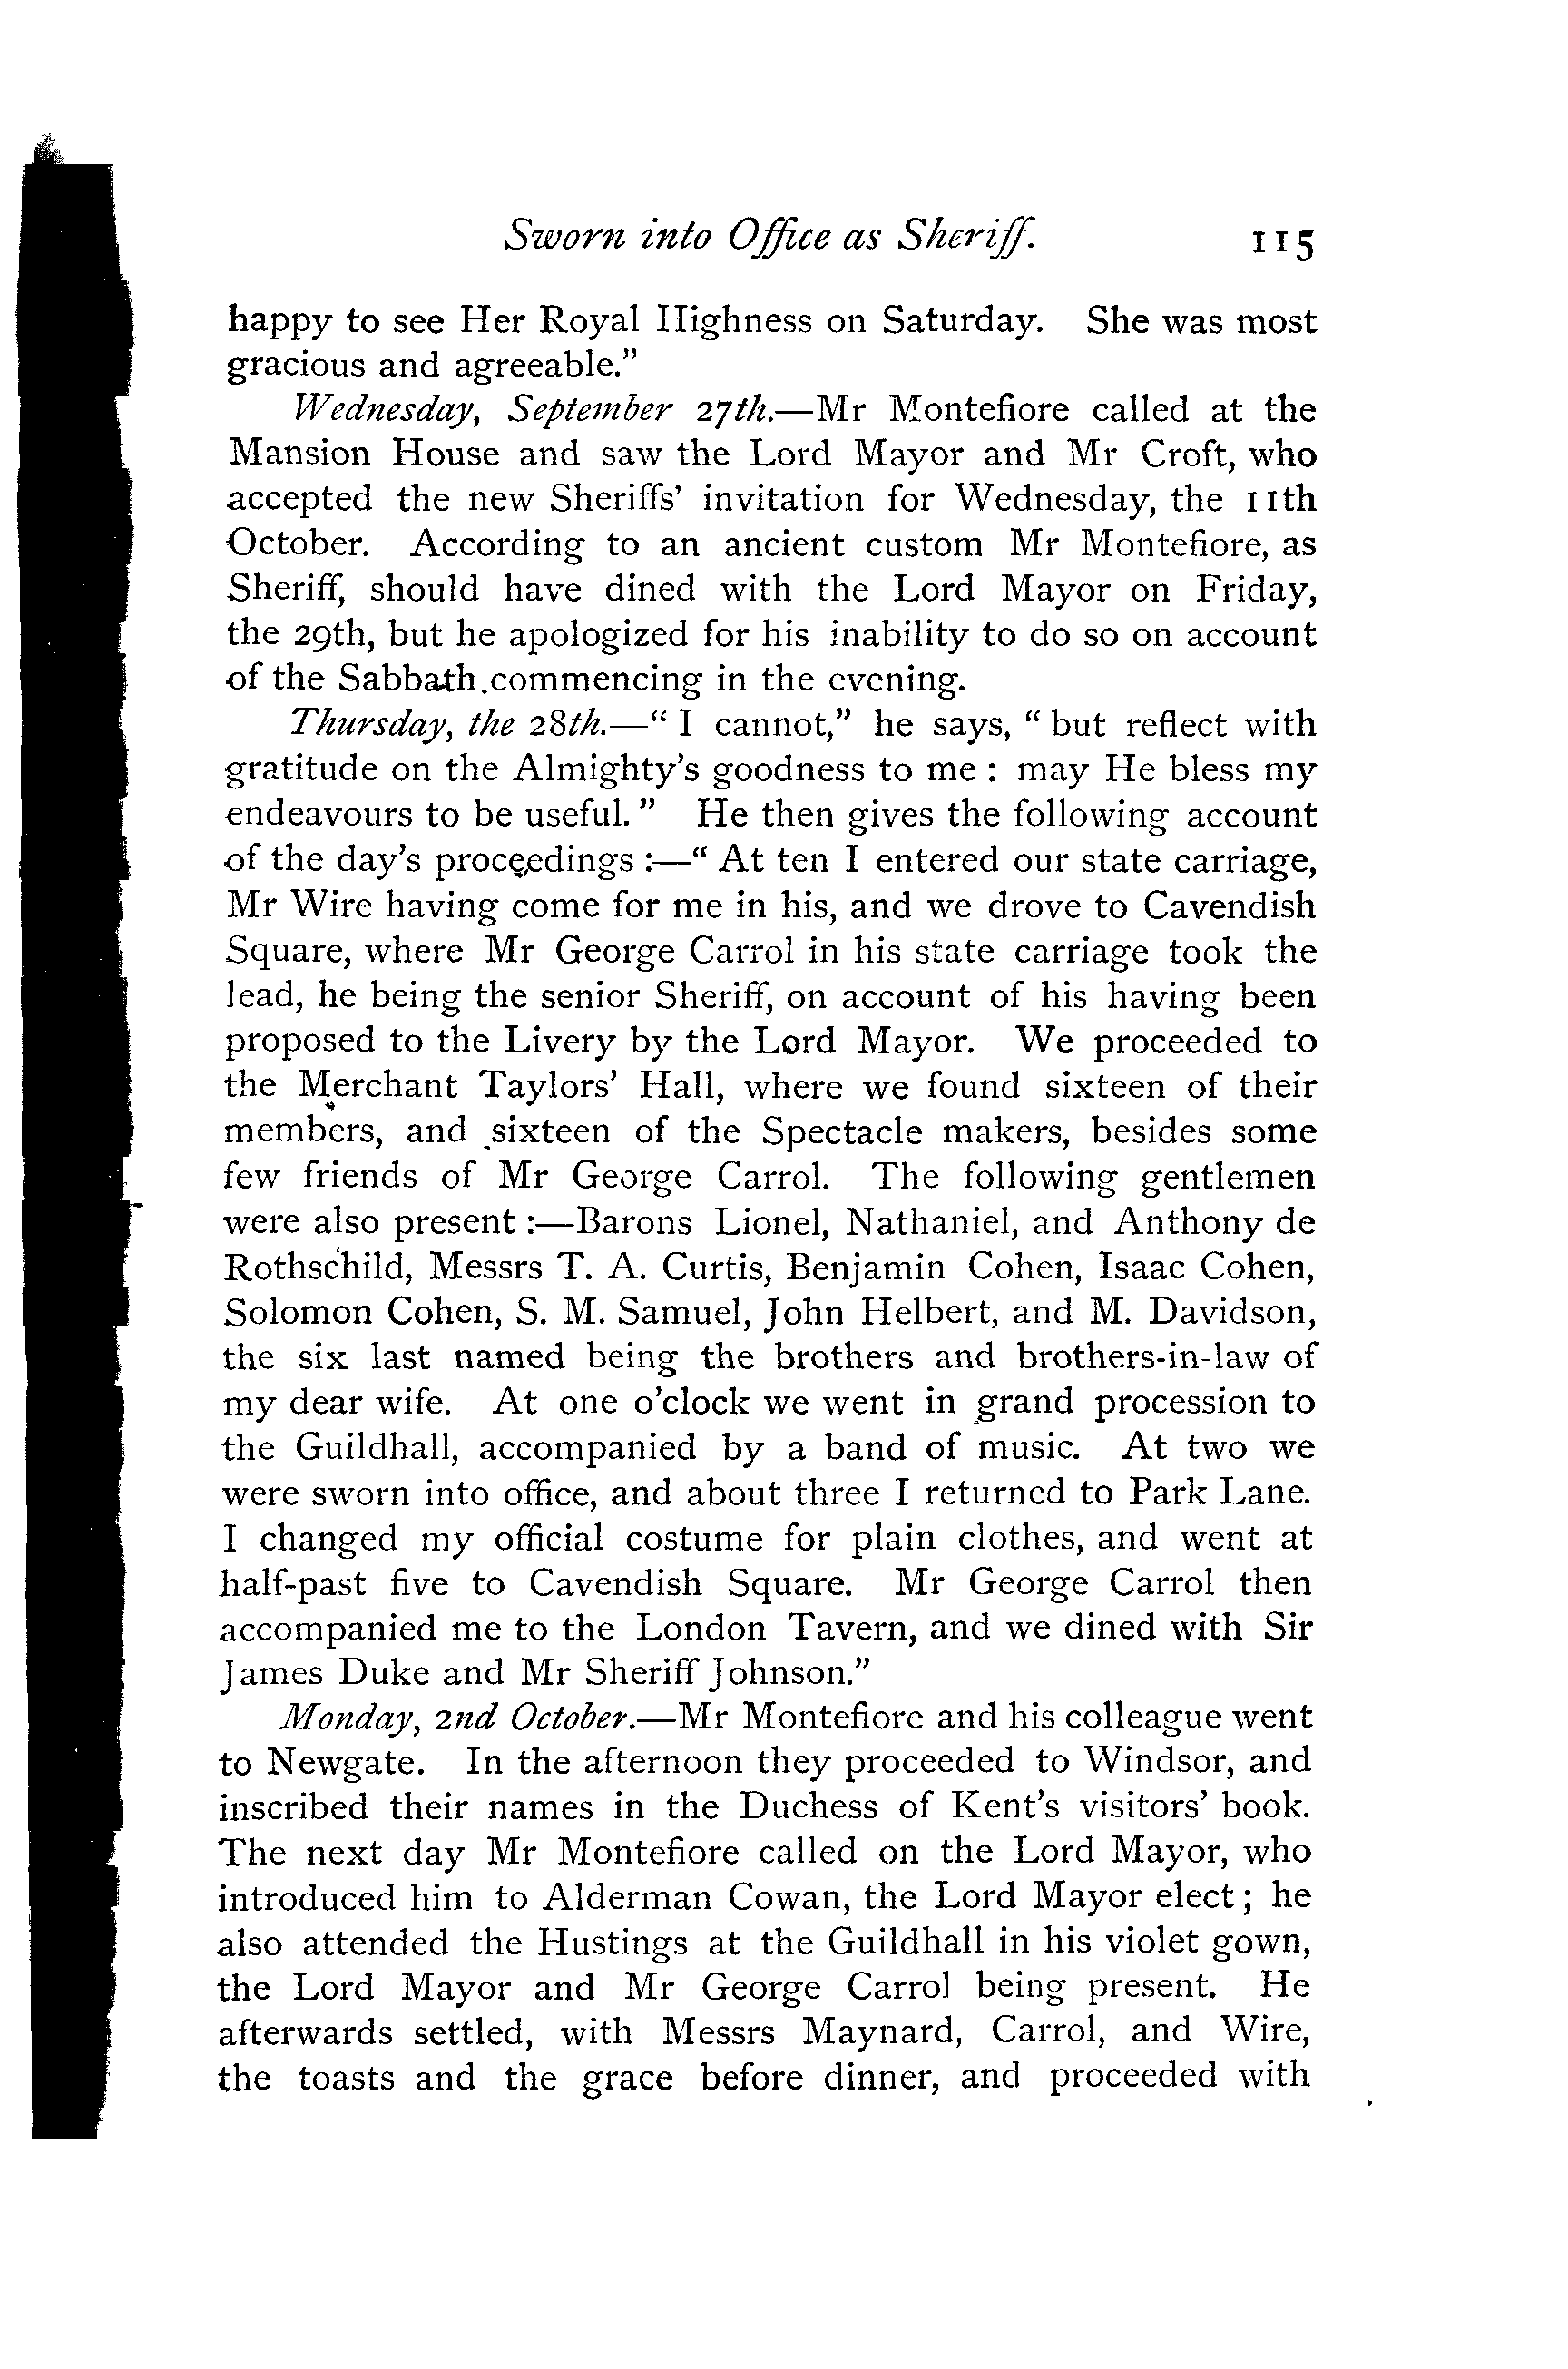 Sworn into Office as Sheriff. 115
happy to see Her Royal Highness on Saturday. She was most
gracious and agreeable.”
Wednesday, September 27th.—Mr Montefiore called at the
Mansion House and saw the Lord Mayor and Mr Croft, who
accepted the new Sheriffs’ invitation for Wednesday, the 11th
October. According to an ancient custom Mr Montefiore, as
Sheriff, should have dined with the Lord Mayor on Friday,
the 29th, but he apologized for his inability to do so on account
of the Sabbath commencing in the evening.
Thursday, the 28th.—“ I cannot,” he says, “ but reflect with
gratitude on the Almighty’s goodness to me : may He bless my
endeavours to be useful. ” He then gives the following account
of the day’s proceedings :—“ At ten I entered our state carriage,
Mr Wire having come for me in his, and we drove to Cavendish
Square, where Mr George Carrol in his state carriage took the
lead, he being the senior Sheriff, on account of his having been
proposed to the Livery by the Lord Mayor. We proceeded to
the Merchant Taylors’ Hall, where we found sixteen of their
members, and sixteen of the Spectacle makers, besides some
few friends of Mr George Carrol. The following gentlemen
were also present :—Barons Lionel, Nathaniel, and Anthony de
Rothschild, Messrs T. A. Curtis, Benjamin Cohen, Isaac Cohen,
Solomon Cohen, S. M. Samuel, John Helbert, and M. Davidson,
the six last named being the brothers and brothers-in-law of
my dear wife. At one o’clock we went in grand procession to
the Guildhall, accompanied by a band of music. At two we
were sworn into office, and about three I returned to Park Lane.
I changed my official costume for plain clothes, and went at
half-past five to Cavendish Square. Mr George Carrol then
accompanied me to the London Tavern, and we dined with Sir
James Duke and Mr Sheriff Johnson.”
Monday, 2nd October.—Mr Montefiore and his colleague went
to Newgate. In the afternoon they proceeded to Windsor, and
inscribed their names in the Duchess of Kent’s visitors’ book.
The next day Mr Montefiore called on the Lord Mayor, who
introduced him to Alderman Cowan, the Lord Mayor elect ; he
also attended the Hustings at the Guildhall in his violet gown,
the Lord Mayor and Mr George Carrol being present. He
afterwards settled, with Messrs Maynard, Carrol, and Wire,
the toasts and the grace before dinner, and proceeded with